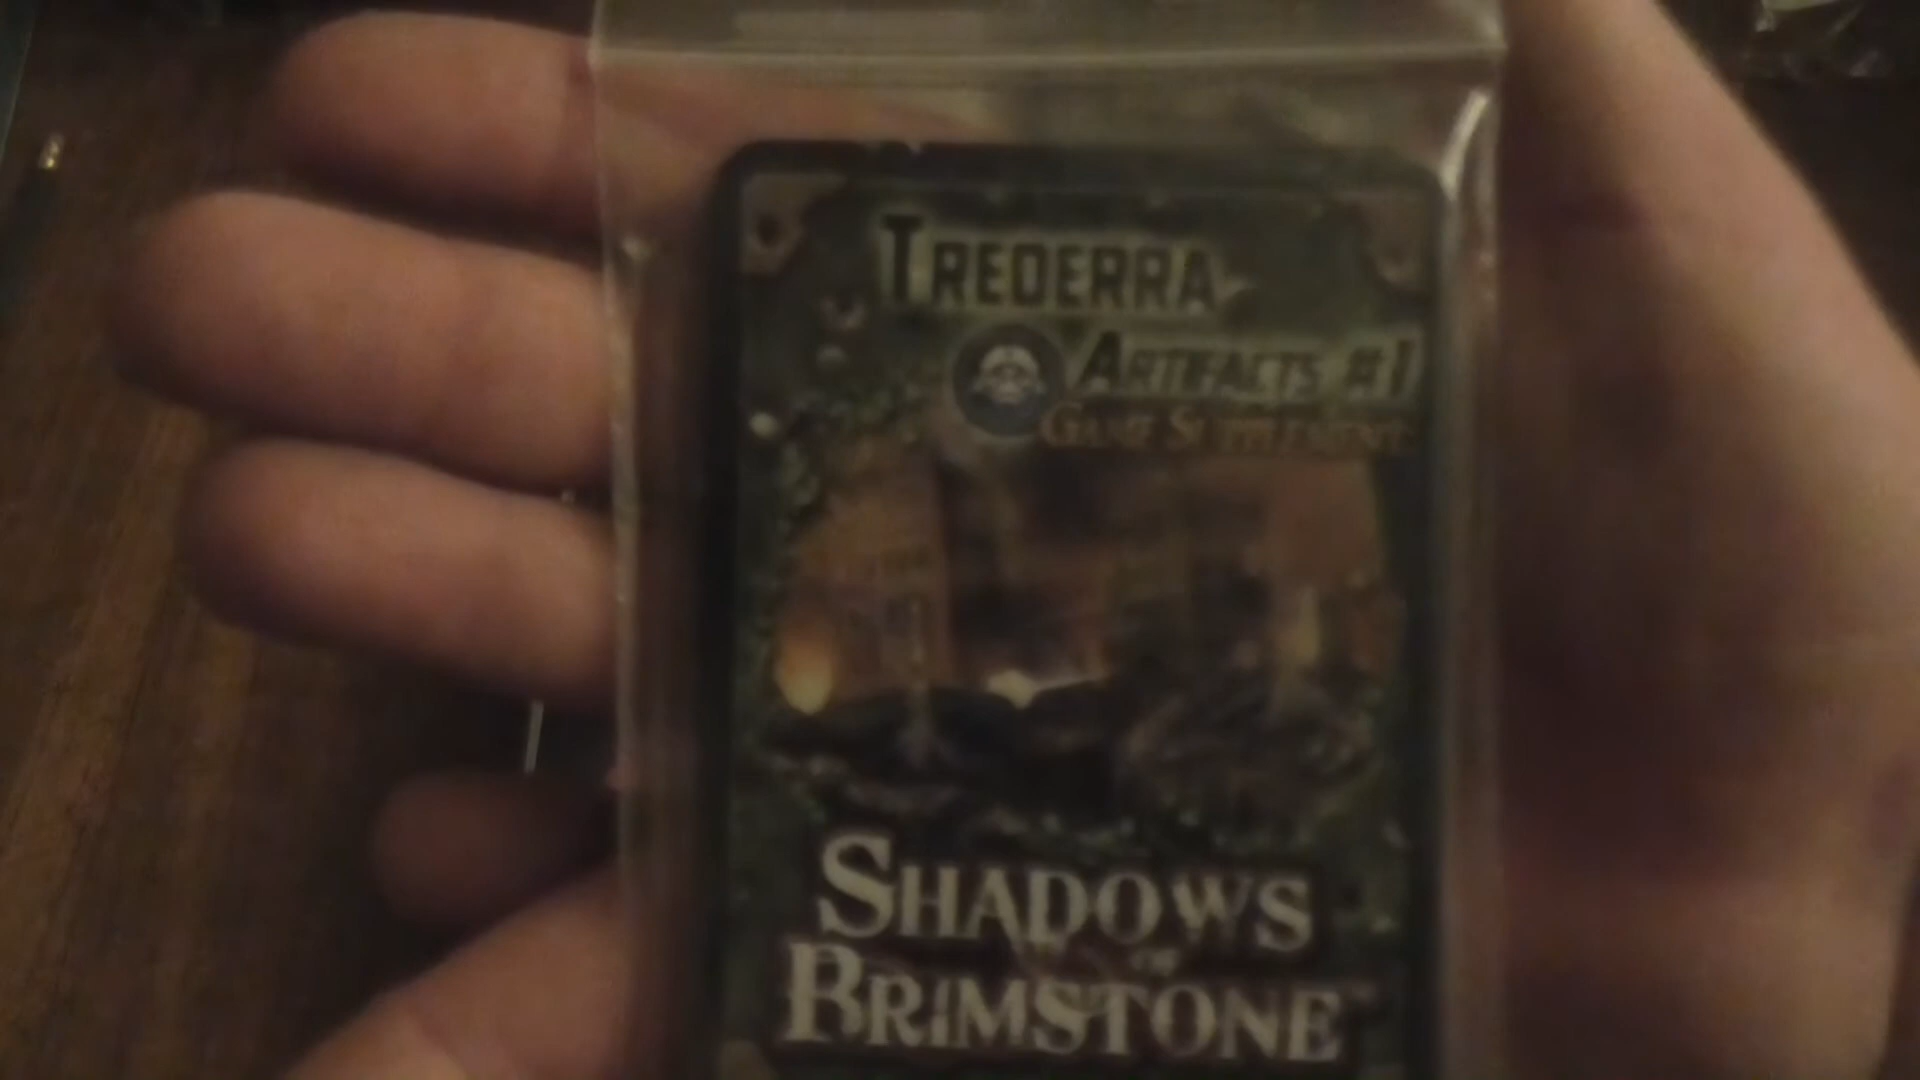 TREDERRA
ARTIFACTS #1
GAME SUPPLEMENT
SHADOWS
OF
BRIMSTONE